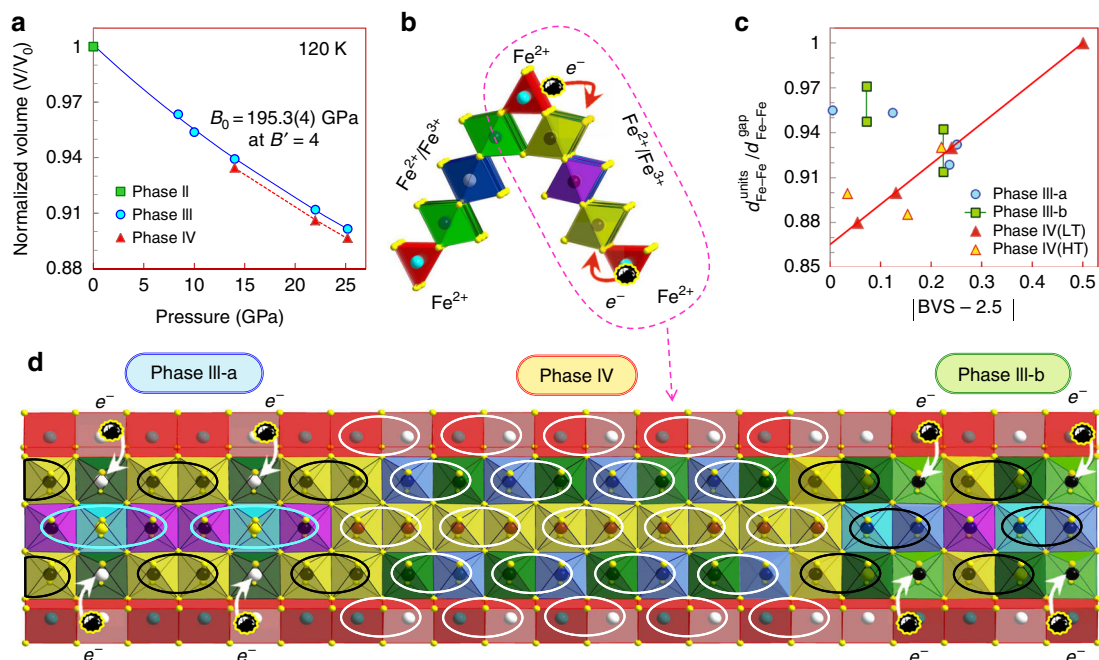 a
1
0.97
0.94
0.91
0.88
Normalized volume (V/V₀)
120 K
B₀ = 195.3(4) GPa
at B′ = 4
Phase II
Phase III
Phase IV
0 5 10 15 20 25
Pressure (GPa)
b
Fe²⁺
e⁻
Fe²⁺/Fe³⁺
Fe²⁺/Fe³⁺
Fe²⁺
e⁻
Fe²⁺
c
1
0.97
0.94
0.91
0.88
0.85
d^units_Fe–Fe / d^gap_Fe–Fe
Phase III-a
Phase III-b
Phase IV(LT)
Phase IV(HT)
0 0.1 0.2 0.3 0.4 0.5
|BVS – 2.5|
d
Phase III-a
Phase IV
Phase III-b
e⁻ e⁻ e⁻ e⁻
e⁻ e⁻ e⁻ e⁻